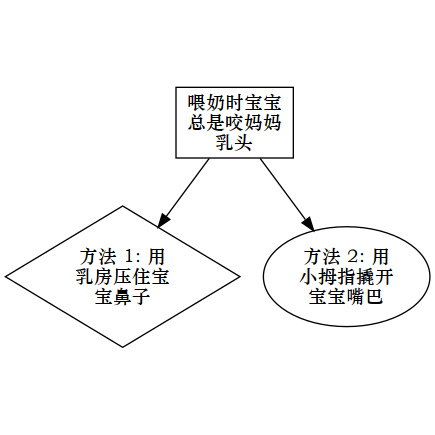 喂奶时宝宝
总是咬妈妈
乳头
方法 1: 用
乳房压住宝
宝鼻子
方法 2: 用
小拇指撬开
宝宝嘴巴